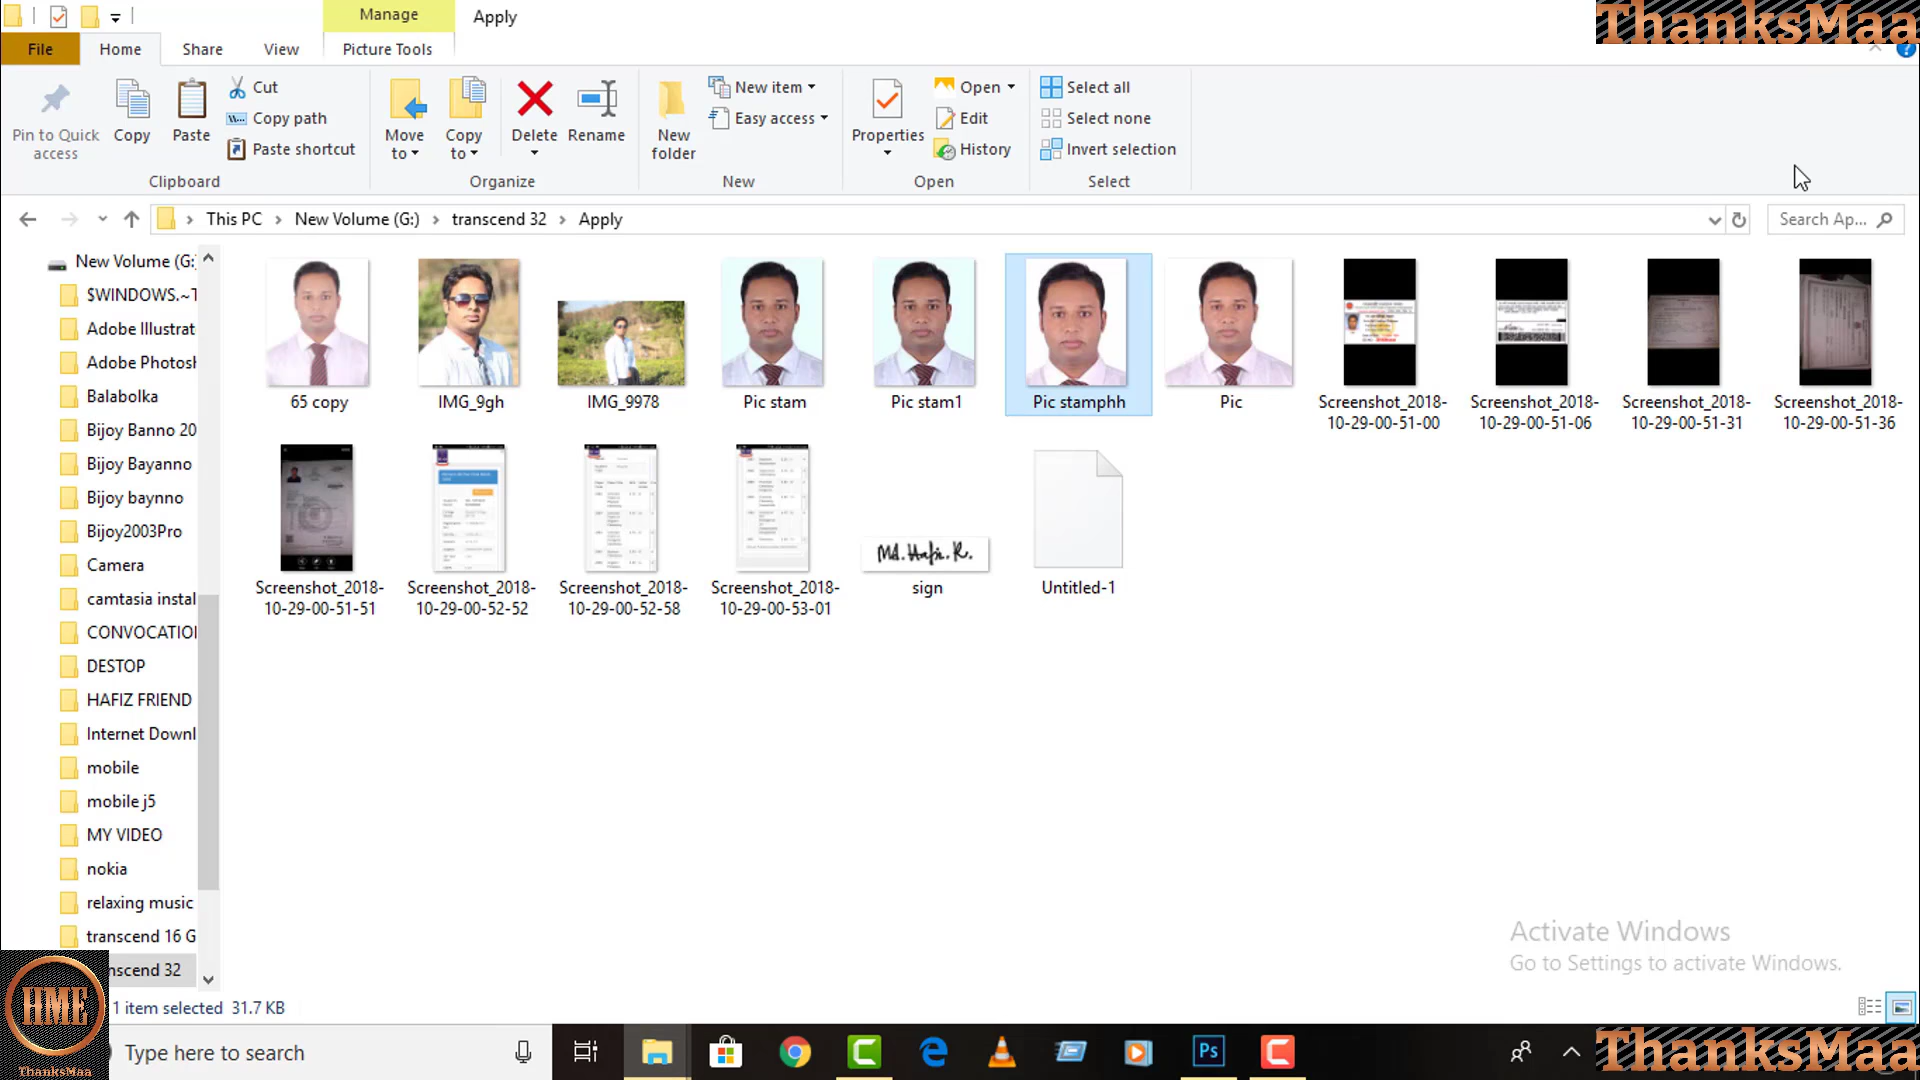 Manage
Apply
ThanksMaa
File
Home
Share
View
Picture Tools
Pin to Quick access
Copy
Paste
Cut
Copy path
Paste shortcut
Clipboard
Move to
Copy to
Delete
Rename
Organize
New folder
New item
Easy access
New
Properties
Open
Edit
History
Open
Select all
Select none
Invert selection
Select
This PC
New Volume (G:)
transcend 32
Apply
Search Ap...
New Volume (G:
$WINDOWS.~T
Adobe Illustrat
Adobe Photosh
Balabolka
Bijoy Banno 20
Bijoy Bayanno
Bijoy baynno
Bijoy2003Pro
Camera
camtasia instal
CONVOCATIO
DESTOP
HAFIZ FRIEND
Internet Downl
mobile
mobile j5
MY VIDEO
nokia
relaxing music
transcend 16 G
nscend 32
65 copy
IMG_9gh
IMG_9978
Pic stam
Pic stam1
Pic stamphh
Pic
Screenshot_2018-
10-29-00-51-00
Screenshot_2018-
10-29-00-51-06
Screenshot_2018-
10-29-00-51-31
Screenshot_2018-
10-29-00-51-36
Screenshot_2018-
10-29-00-51-51
Screenshot_2018-
10-29-00-52-52
Screenshot_2018-
10-29-00-52-58
Screenshot_2018-
10-29-00-53-01
sign
Untitled-1
Activate Windows
Go to Settings to activate Windows.
1 item selected 31.7 KB
HME
ThanksMaa
Type here to search
Ps
ThanksMaa